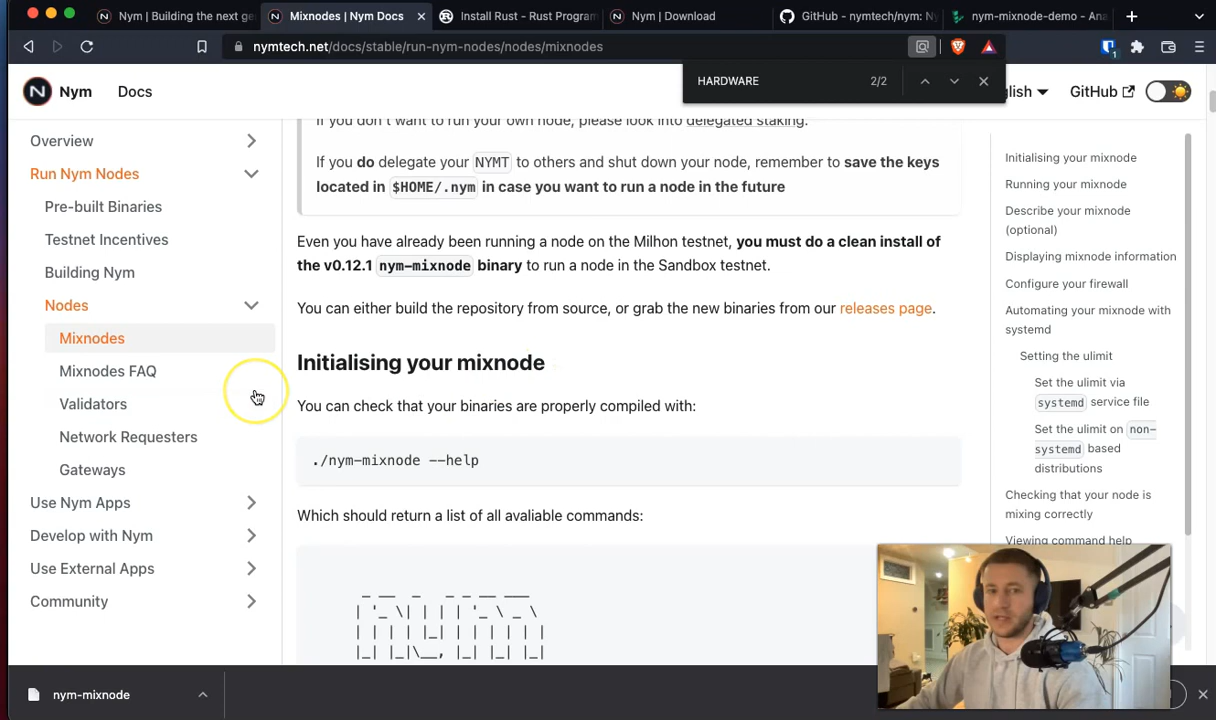 Nym | Building the next ge
Mixnodes | Nym Docs
Install Rust - Rust Program
Nym | Download
GitHub - nymtech/nym: Ny
nym-mixnode-demo - Ana
nymtech.net/docs/stable/run-nym-nodes/nodes/mixnodes
1
HARDWARE
2/2
Nym
Docs
glish
GitHub
Overview
Run Nym Nodes
Pre-built Binaries
Testnet Incentives
Building Nym
Nodes
Mixnodes
Mixnodes FAQ
Validators
Network Requesters
Gateways
Use Nym Apps
Develop with Nym
Use External Apps
Community
If you don't want to run your own node, please look into delegated staking.
If you do delegate your NYMT to others and shut down your node, remember to save the keys
located in $HOME/.nym in case you want to run a node in the future
Even you have already been running a node on the Milhon testnet, you must do a clean install of
the v0.12.1 nym-mixnode binary to run a node in the Sandbox testnet.
You can either build the repository from source, or grab the new binaries from our releases page.
Initialising your mixnode
You can check that your binaries are properly compiled with:
./nym-mixnode --help
Which should return a list of all avaliable commands:
Initialising your mixnode
Running your mixnode
Describe your mixnode
(optional)
Displaying mixnode information
Configure your firewall
Automating your mixnode with
systemd
Setting the ulimit
Set the ulimit via
systemd service file
Set the ulimit on non-
systemd based
distributions
Checking that your node is
mixing correctly
Viewing command help
nym-mixnode